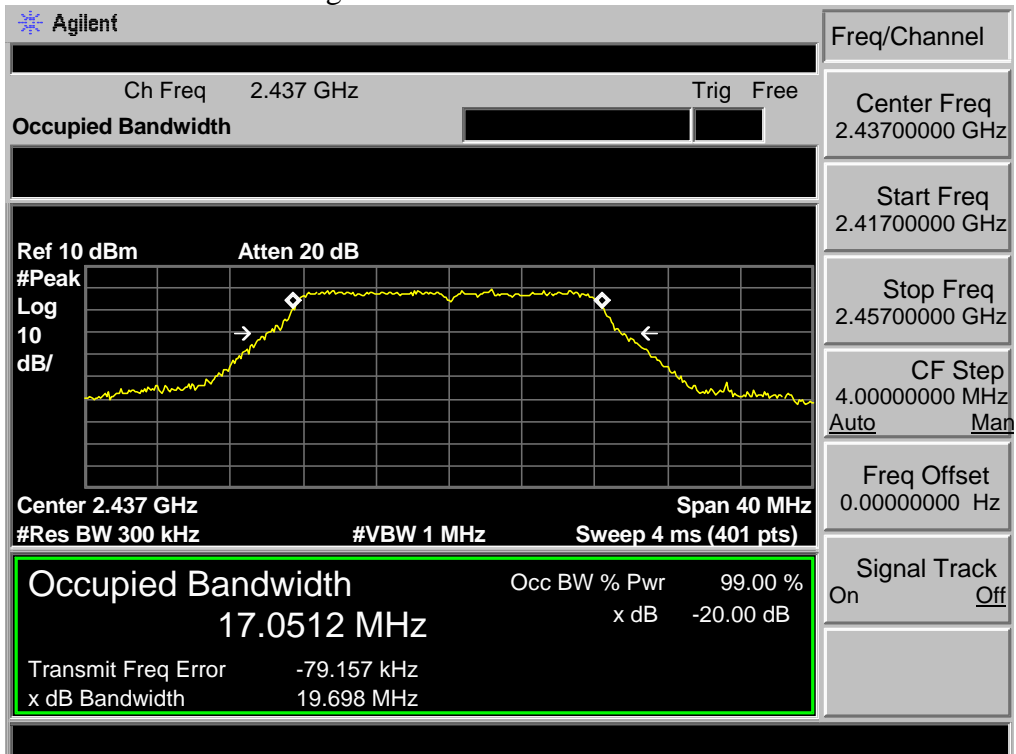 Agilent
Freq/Channel
Ch Freq 2.437 GHz Trig Free
Occupied Bandwidth
Center Freq
2.43700000 GHz
Start Freq
2.41700000 GHz
Ref 10 dBm Atten 20 dB
#Peak
Log
10
dB/
Stop Freq
2.45700000 GHz
CF Step
4.00000000 MHz
Auto Man
Freq Offset
0.00000000 Hz
Center 2.437 GHz Span 40 MHz
#Res BW 300 kHz #VBW 1 MHz Sweep 4 ms (401 pts)
Signal Track
On Off
Occupied Bandwidth Occ BW % Pwr 99.00 %
17.0512 MHz x dB -20.00 dB
Transmit Freq Error -79.157 kHz
x dB Bandwidth 19.698 MHz